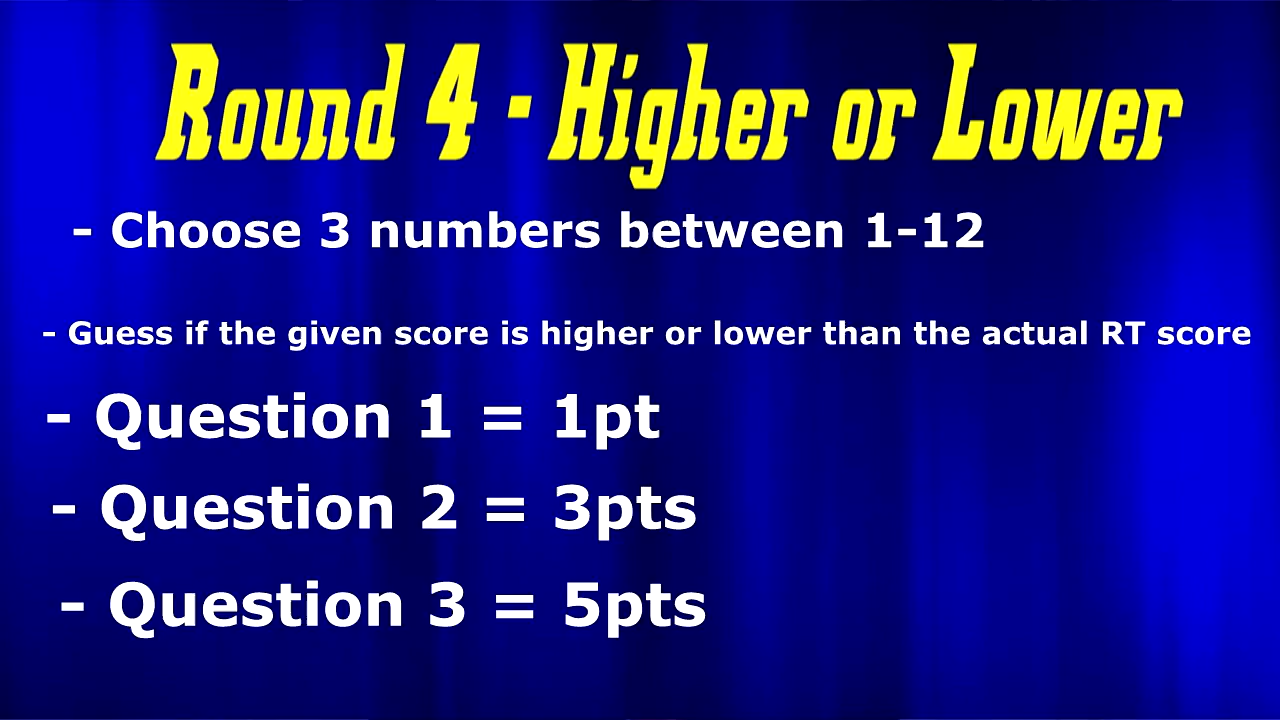 Round 4 - Higher or Lower
- Choose 3 numbers between 1-12
- Guess if the given score is higher or lower than the actual RT score
- Question 1 = 1pt
- Question 2 = 3pts
- Question 3 = 5pts